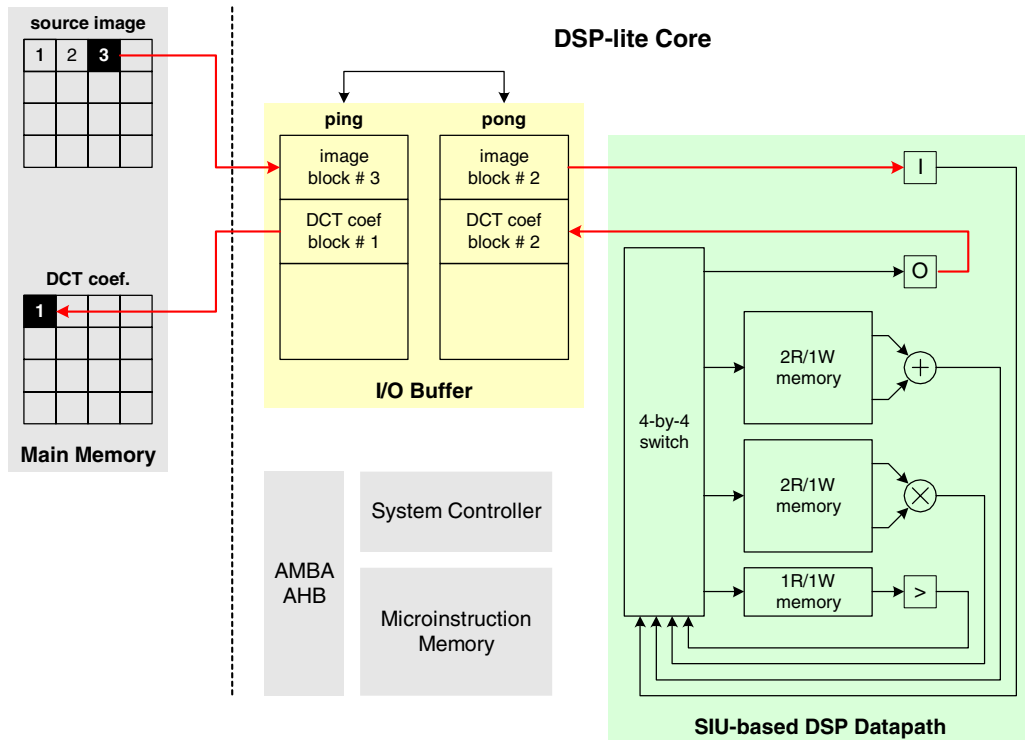 source image
1 2 3
DCT coef.
1
Main Memory
DSP-lite Core
ping
pong
image
block # 3
image
block # 2
DCT coef
block # 1
DCT coef
block # 2
I/O Buffer
AMBA
AHB
System Controller
Microinstruction
Memory
I
O
4-by-4
switch
2R/1W
memory
+
2R/1W
memory
×
1R/1W
memory
>
SIU-based DSP Datapath